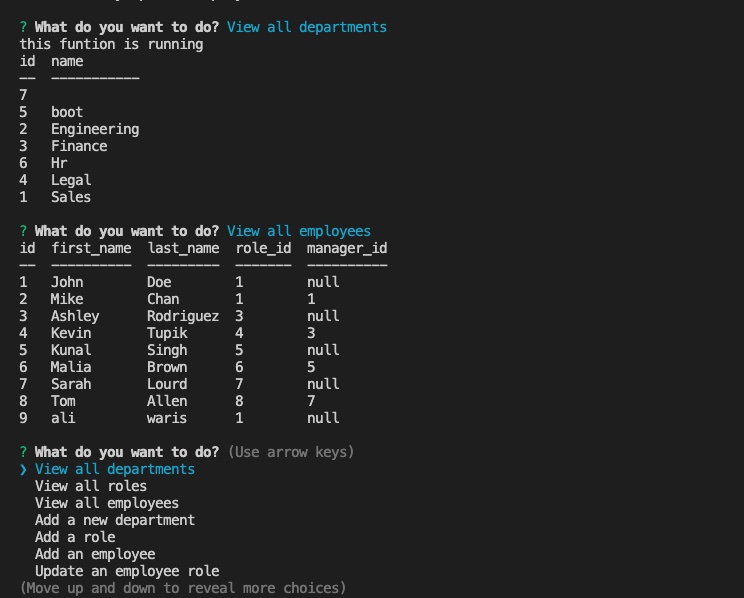 ? What do you want to do? View all departments
this funtion is running
id  name
--  -----------
7
5   boot
2   Engineering
3   Finance
6   Hr
4   Legal
1   Sales
? What do you want to do? View all employees
id  first_name  last_name  role_id  manager_id
--  ----------  ---------  -------  ----------
1   John        Doe        1        null
2   Mike        Chan       1        1
3   Ashley      Rodriguez  3        null
4   Kevin       Tupik      4        3
5   Kunal       Singh      5        null
6   Malia       Brown      6        5
7   Sarah       Lourd      7        null
8   Tom         Allen      8        7
9   ali         waris      1        null
? What do you want to do? (Use arrow keys)
❯ View all departments
  View all roles
  View all employees
  Add a new department
  Add a role
  Add an employee
  Update an employee role
(Move up and down to reveal more choices)